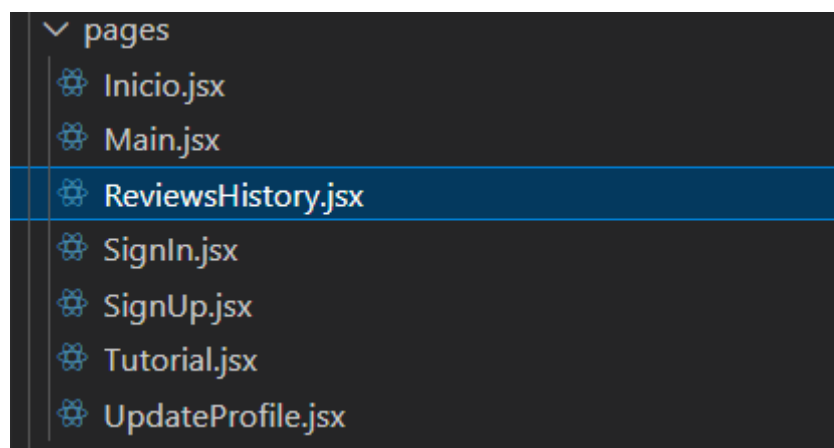 pages
Inicio.jsx
Main.jsx
ReviewsHistory.jsx
SignIn.jsx
SignUp.jsx
Tutorial.jsx
UpdateProfile.jsx